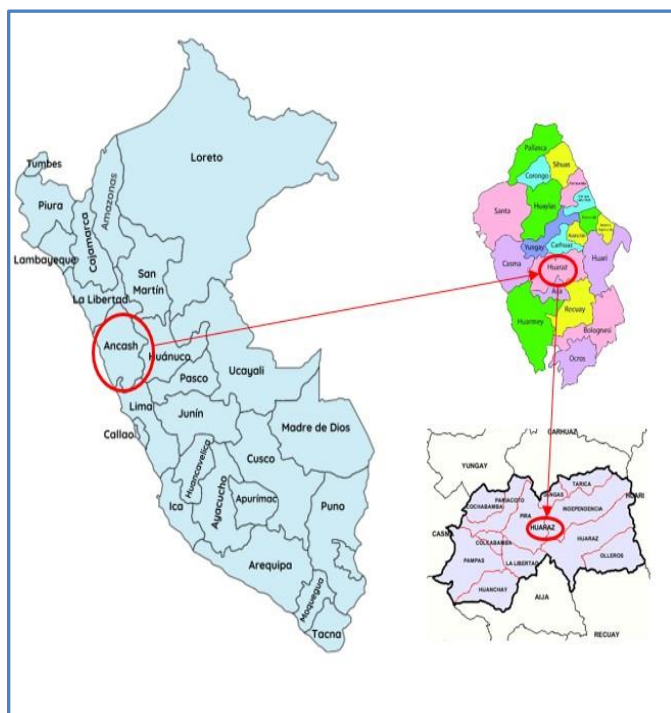 Tumbes
Loreto
Piura
Amazonas
Cajamarca
Lambayeque
San
Martín
La Libertad
Ancash
Huánuco
Pasco
Ucayali
Lima
Junín
Callao
Madre de Dios
Huancavelica
Cusco
Ica
Ayacucho
Apurímac
Puno
Arequipa
Moquegua
Tacna
Pallasca
Sihuas
Corongo
Santa
Huaylas
Yungay
Carhuaz
Huari
Casma
Huaraz
Aija
Recuay
Huarmey
Bolognesi
Ocros
CARHUAZ
YUNGAY
TARICA
HUARI
PARIACOTO
COCHABAMBA
INDEPENDENCIA
PIRA
HUARAZ
CASMA
HUARAZ
COLCABAMBA
OLLEROS
PAMPAS
LA LIBERTAD
HUANCHAY
AIJA
RECUAY